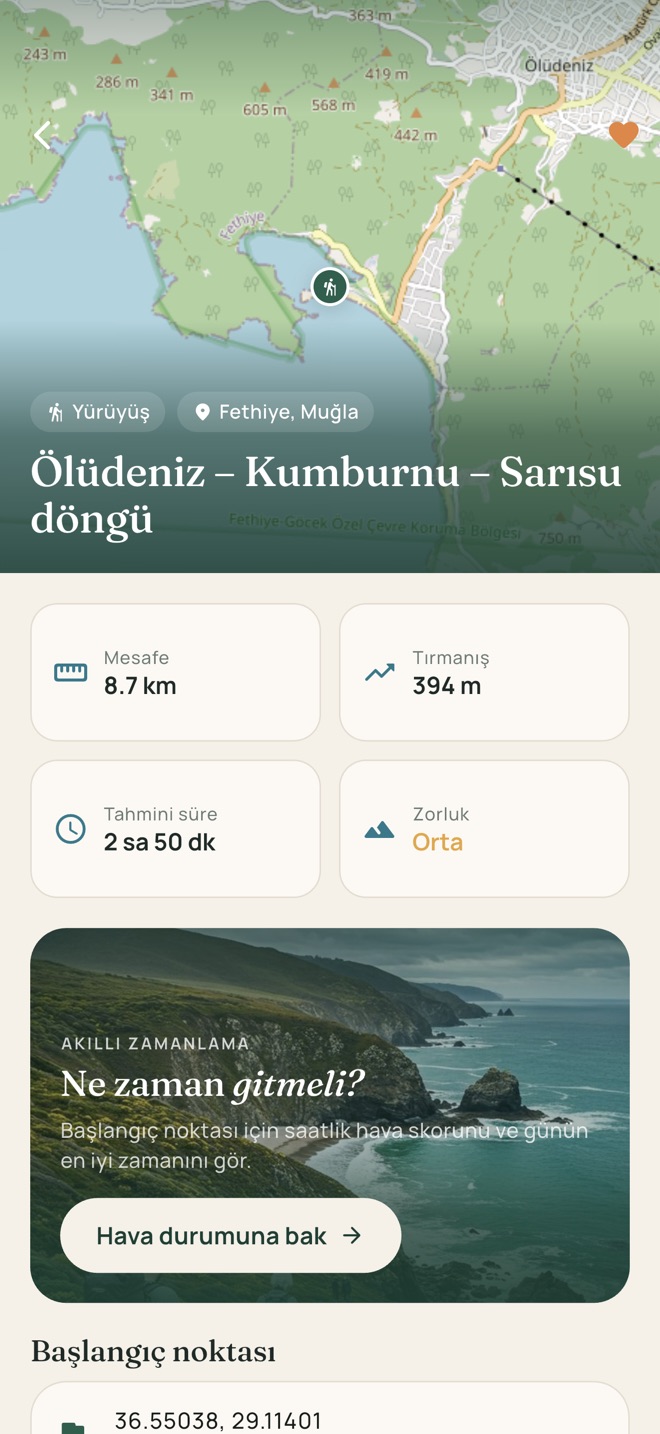 363 m
243 m
286 m
341 m
419 m
605 m
568 m
442 m
Ölüdeniz
Fethiye
Yürüyüş
Fethiye, Muğla
Ölüdeniz – Kumburnu – Sarısu
döngü
Fethiye-Göcek Özel Çevre Koruma Bölgesi
750 m
Mesafe
8.7 km
Tırmanış
394 m
Tahmini süre
2 sa 50 dk
Zorluk
Orta
AKILLI ZAMANLAMA
Ne zaman gitmeli?
Başlangıç noktası için saatlik hava skorunu ve günün
en iyi zamanını gör.
Hava durumuna bak →
Başlangıç noktası
36.55038, 29.11401